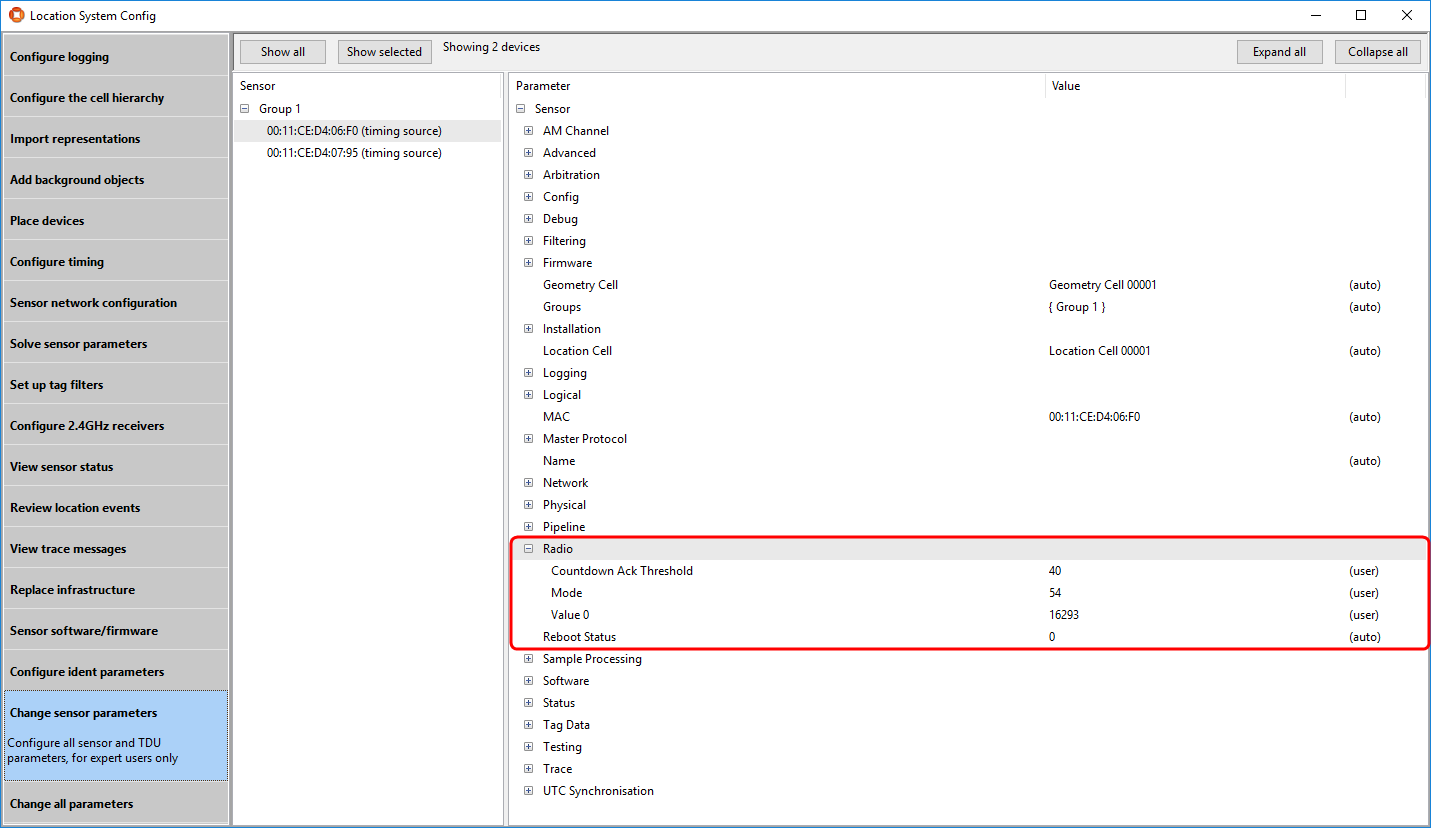 Location System Config
Configure logging
Configure the cell hierarchy
Import representations
Add background objects
Place devices
Configure timing
Sensor network configuration
Solve sensor parameters
Set up tag filters
Configure 2.4GHz receivers
View sensor status
Review location events
View trace messages
Replace infrastructure
Sensor software/firmware
Configure ident parameters
Change sensor parameters
Configure all sensor and TDU
parameters, for expert users only
Change all parameters
Show all Show selected Showing 2 devices Expand all Collapse all
Sensor
Group 1
00:11:CE:D4:06:F0 (timing source)
00:11:CE:D4:07:95 (timing source)
Parameter Value
Sensor
AM Channel
Advanced
Arbitration
Config
Debug
Filtering
Firmware
Geometry Cell Geometry Cell 00001 (auto)
Groups { Group 1 } (auto)
Installation
Location Cell Location Cell 00001 (auto)
Logging
Logical
MAC 00:11:CE:D4:06:F0 (auto)
Master Protocol
Name (auto)
Network
Physical
Pipeline
Radio
Countdown Ack Threshold 40 (user)
Mode 54 (user)
Value 0 16293 (user)
Reboot Status 0 (auto)
Sample Processing
Software
Status
Tag Data
Testing
Trace
UTC Synchronisation